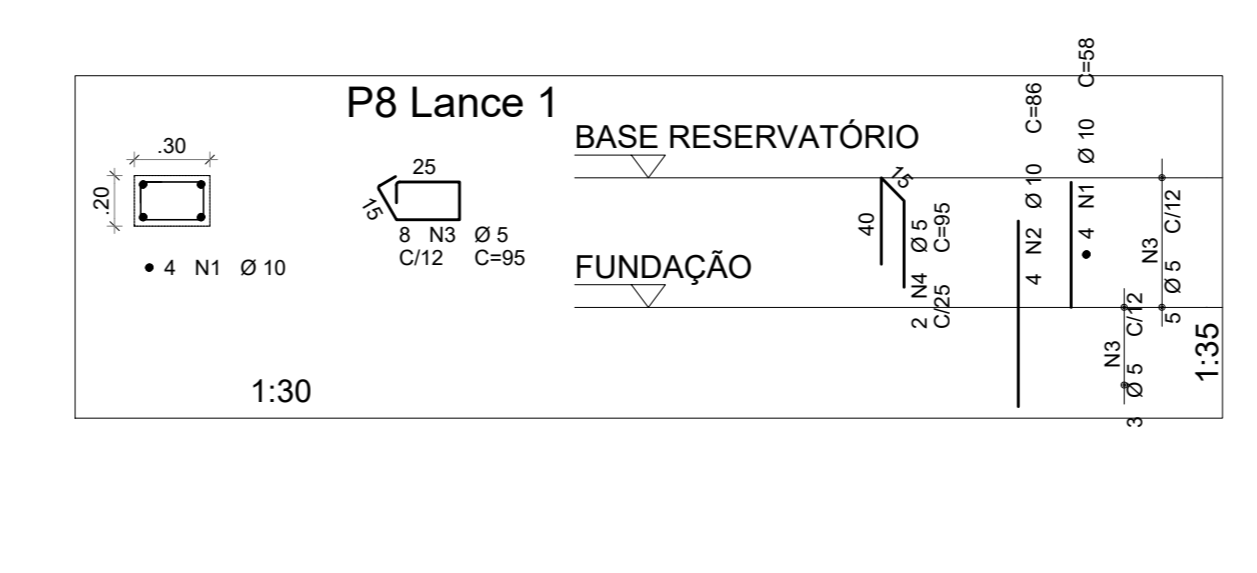 P8 Lance 1
.30
.20
• 4 N1 Ø 10
1:30
25
15
8 N3 Ø 5
C/12 C=95
BASE RESERVATÓRIO
FUNDAÇÃO
40
15
2 N4 Ø 5
C/25 C=95
4 N2 Ø 10 C=86
• 4 N1 Ø 10 C=58
N3
3 Ø 5 C/12
N3
5 Ø 5 C/12
1:35